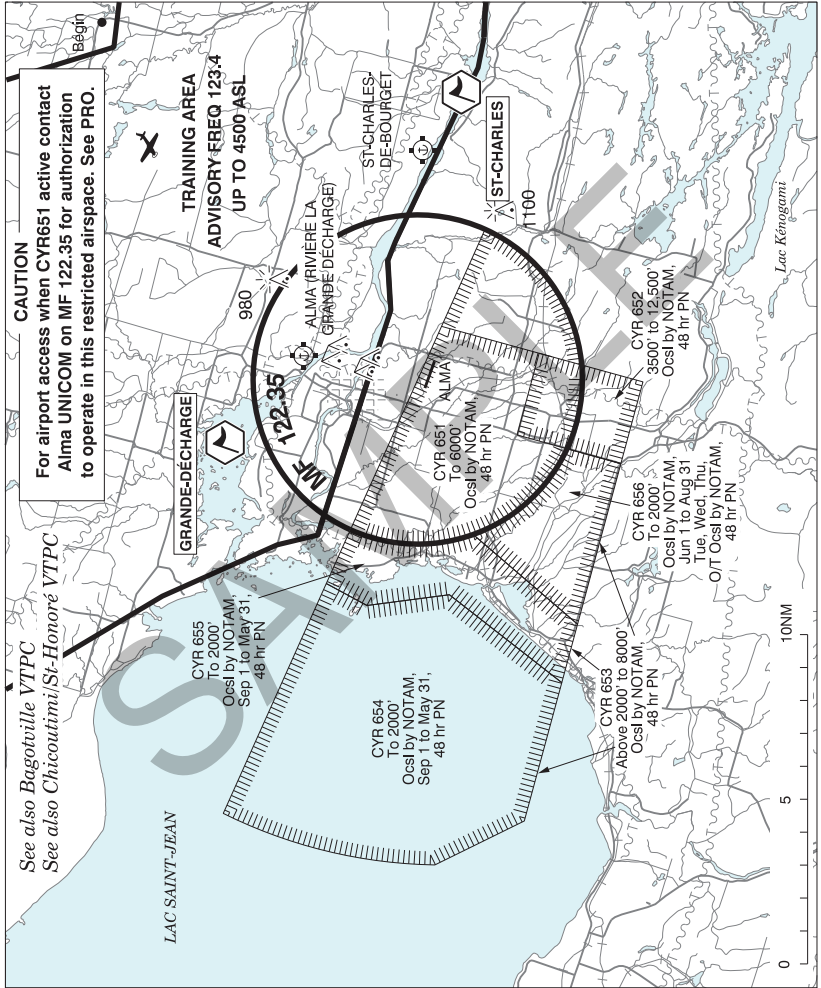 See also Bagotville VTPC
See also Chicoutimi/St-Honoré VTPC
CAUTION
For airport access when CYR651 active contact
Alma UNICOM on MF 122.35 for authorization
to operate in this restricted airspace. See PRO.
Bégin
TRAINING AREA
ADVISORY FREQ 123.4
UP TO 4500 ASL
GRANDE-DÉCHARGE
980
ALMA (RIVIÈRE LA
GRANDE DÉCHARGE)
ST-CHARLES-
DE-BOURGET
ST-CHARLES
1100
MF 122.35
LAC SAINT-JEAN
CYR 655
To 2000'
Ocsl by NOTAM,
Sep 1 to May 31,
48 hr PN
CYR 654
To 2000'
Ocsl by NOTAM,
Sep 1 to May 31,
48 hr PN
ALMA
CYR 651
To 6000'
Ocsl by NOTAM,
48 hr PN
CYR 652
3500' to 12,500'
Ocsl by NOTAM,
48 hr PN
CYR 656
To 2000'
Ocsl by NOTAM,
Jun 1 to Aug 31
Tue, Wed, Thu,
O/T Ocsl by NOTAM,
48 hr PN
CYR 653
Above 2000' to 8000'
Ocsl by NOTAM,
48 hr PN
Lac Kénogami
0
5
10NM
SAMPLE